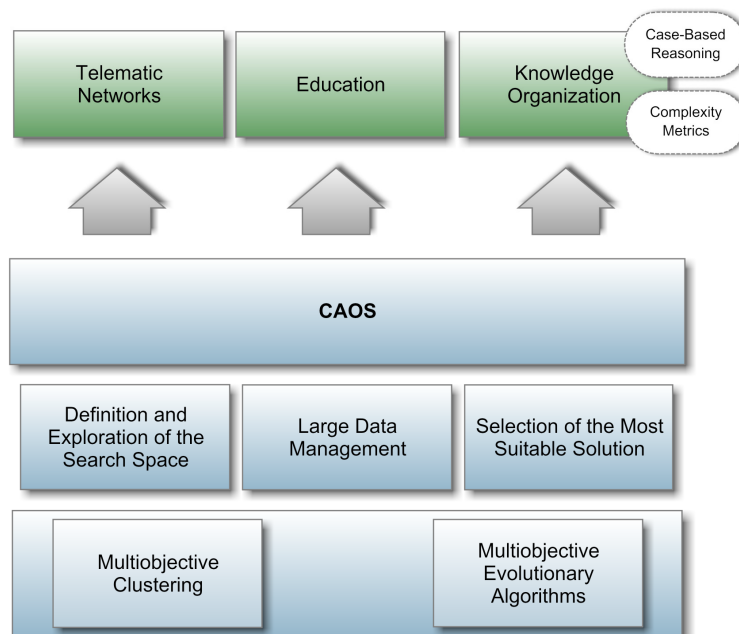 Telematic
Networks
Education
Knowledge
Organization
Case-Based
Reasoning
Complexity
Metrics
CAOS
Definition and
Exploration of the
Search Space
Large Data
Management
Selection of the Most
Suitable Solution
Multiobjective
Clustering
Multiobjective
Evolutionary
Algorithms